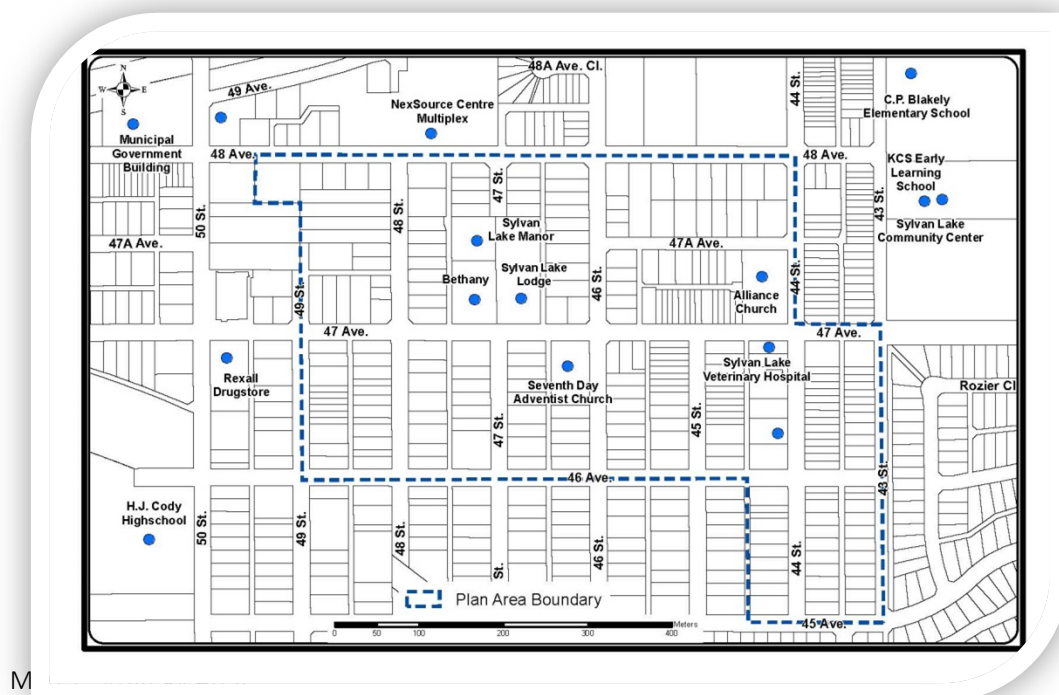 48A Ave. Cl.
N
W E
S
49 Ave.
44 St.
NexSource Centre
Multiplex
C.P. Blakely
Elementary School
Municipal
Government
Building
48 Ave.
48 Ave.
KCS Early
Learning
School
47 St.
43 St.
50 St.
48 St.
Sylvan
Lake Manor
Sylvan Lake
Community Center
47A Ave.
47A Ave.
Bethany
Sylvan Lake
Lodge
46 St.
44 St.
49 St.
Alliance
Church
47 Ave.
47 Ave.
Rexall
Drugstore
Seventh Day
Adventist Church
Sylvan Lake
Veterinary Hospital
Rozier Cl
47 St.
45 St.
46 Ave.
43 St.
H.J. Cody
Highschool
50 St.
49 St.
48 St.
St.
46 St.
44 St.
Plan Area Boundary
45 Ave.
Meters
0 50 100 200 300 400
M